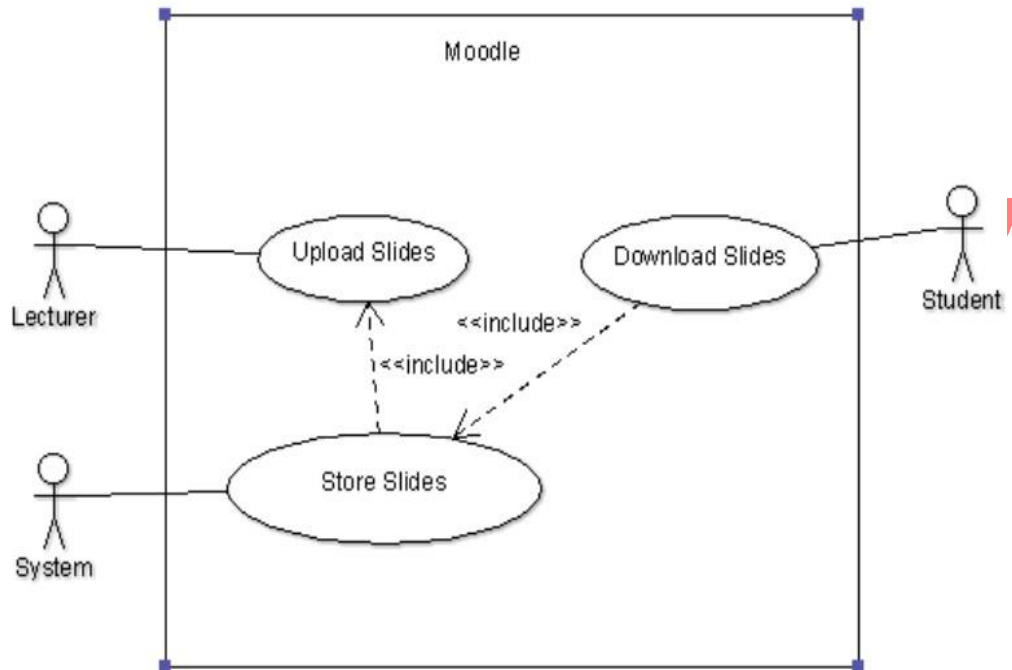 Moodle
Upload Slides
Download Slides
Lecturer
Student
<<include>>
<<include>>
Store Slides
System